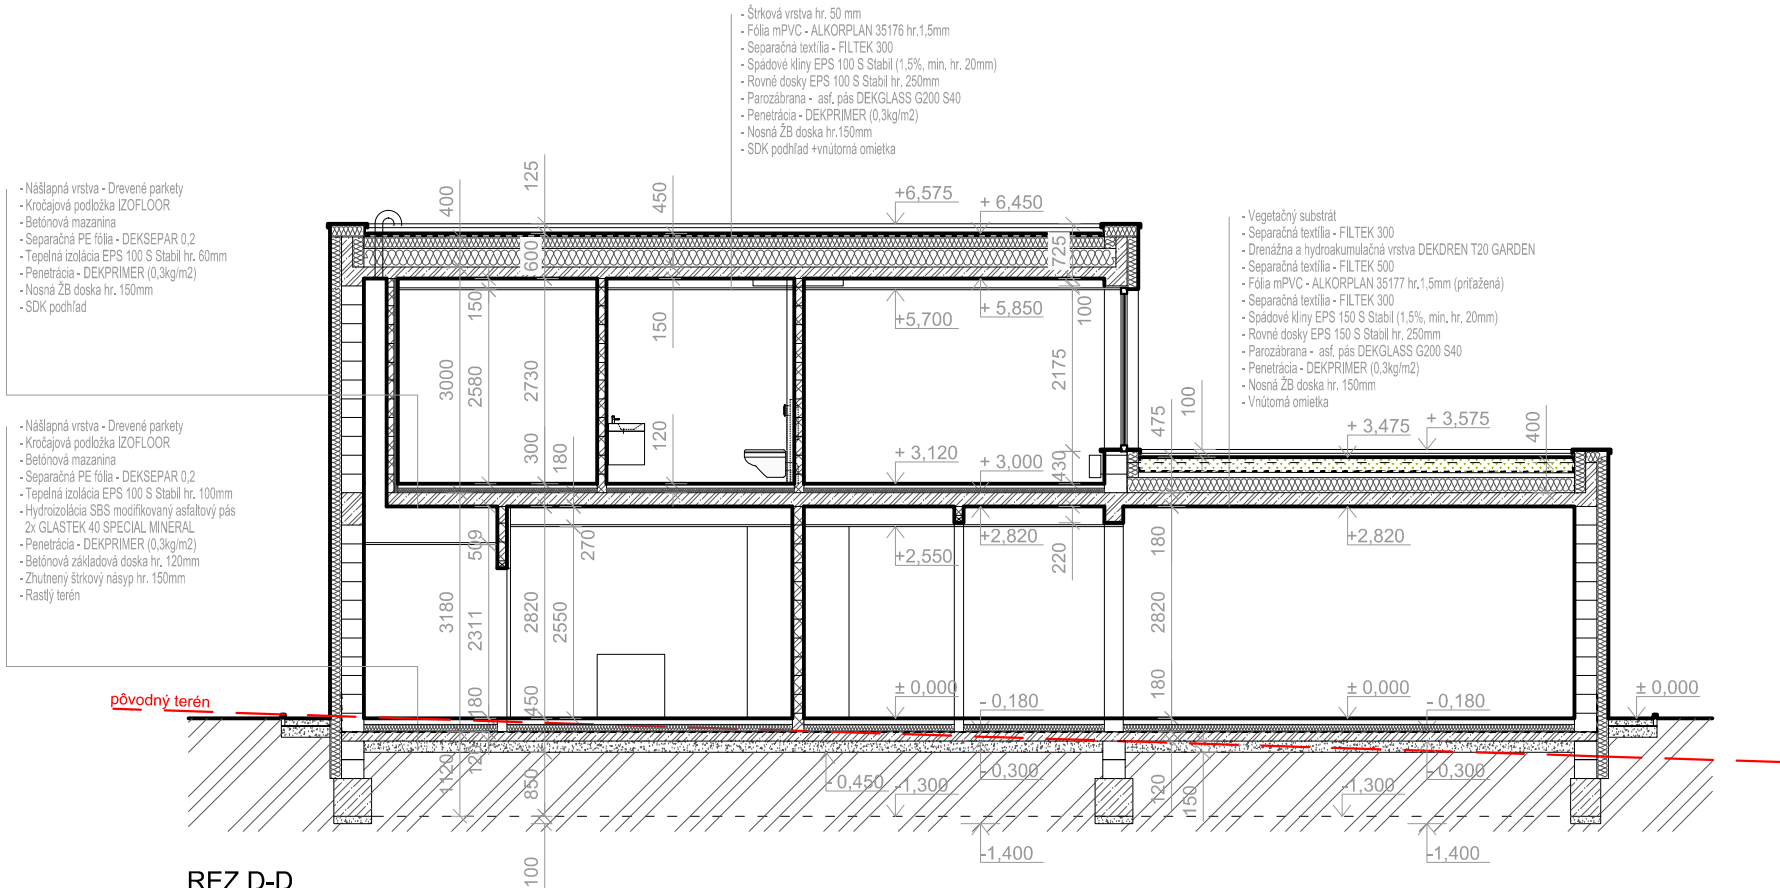 - Štrková vrstva hr. 50 mm
- Fólia mPVC - ALKORPLAN 35176 hr.1,5mm
- Separačná textília - FILTEK 300
- Spádové kliny EPS 100 S Stabil (1,5%, min. hr. 20mm)
- Rovné dosky EPS 100 S Stabil hr. 250mm
- Parozábrana - asf. pás DEKGLASS G200 S40
- Penetrácia - DEKPRIMER (0,3kg/m2)
- Nosná ŽB doska hr.150mm
- SDK podhľad +vnútorná omietka
- Nášlapná vrstva - Drevené parkety
- Kročajová podložka IZOFLOOR
- Betónová mazanina
- Separačná PE fólia - DEKSEPAR 0,2
- Tepelná izolácia EPS 100 S Stabil hr. 60mm
- Penetrácia - DEKPRIMER (0,3kg/m2)
- Nosná ŽB doska hr. 150mm
- SDK podhľad
- Vegetačný substrát
- Separačná textília - FILTEK 300
- Drenážna a hydroakumulačná vrstva DEKDREN T20 GARDEN
- Separačná textília - FILTEK 500
- Fólia mPVC - ALKORPLAN 35177 hr.1,5mm (priťažená)
- Separačná textília - FILTEK 300
- Spádové kliny EPS 150 S Stabil (1,5%, min. hr. 20mm)
- Rovné dosky EPS 150 S Stabil hr. 250mm
- Parozábrana - asf. pás DEKGLASS G200 S40
- Penetrácia - DEKPRIMER (0,3kg/m2)
- Nosná ŽB doska hr. 150mm
- Vnútorná omietka
- Nášlapná vrstva - Drevené parkety
- Kročajová podložka IZOFLOOR
- Betónová mazanina
- Separačná PE fólia - DEKSEPAR 0,2
- Tepelná izolácia EPS 100 S Stabil hr. 100mm
- Hydroizolácia SBS modifikovaný asfaltový pás
2x GLASTEK 40 SPECIAL MINERAL
- Penetrácia - DEKPRIMER (0,3kg/m2)
- Betónová základová doska hr. 120mm
- Zhutnený štrkový násyp hr. 150mm
- Rastlý terén
400
125
450
+6,575
+ 6,450
600
725
150
150
+5,700
+ 5,850
100
3000
2580
2730
2175
120
300
180
+ 3,120
+ 3,000
430
475
100
+ 3,475
+ 3,575
400
509
270
+2,550
+2,820
220
180
+2,820
3180
2311
2820
2550
2820
180
450
180
± 0,000
- 0,180
± 0,000
- 0,180
± 0,000
pôvodný terén
1120
850
- 0,450
-1,300
-0,300
120
150
-1,300
-0,300
-1,400
-1,400
100
REZ D-D